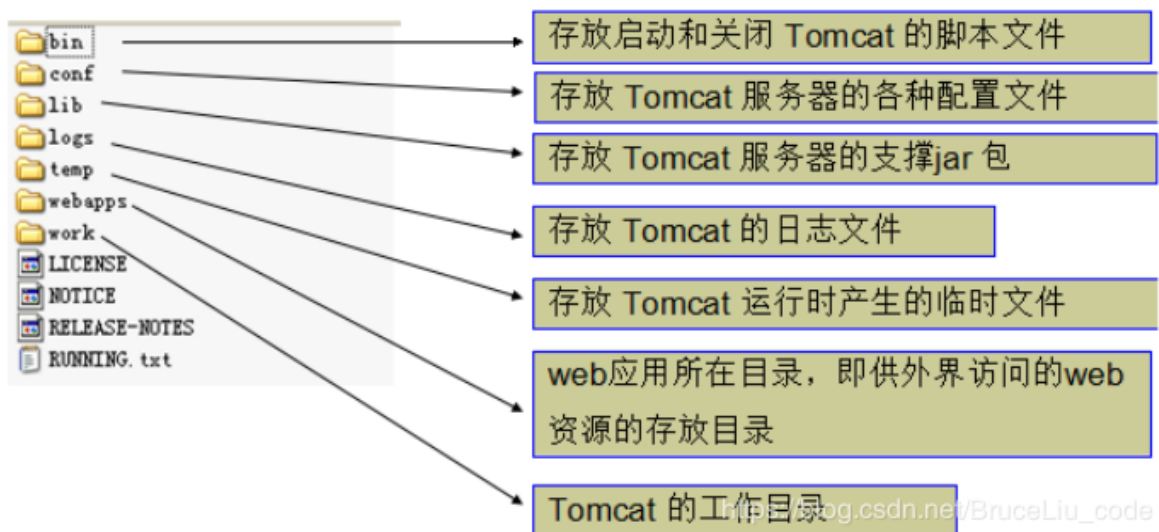 bin
conf
lib
logs
temp
webapps
work
LICENSE
NOTICE
RELEASE-NOTES
RUNNING.txt
存放启动和关闭 Tomcat 的脚本文件
存放 Tomcat 服务器的各种配置文件
存放 Tomcat 服务器的支撑jar 包
存放 Tomcat 的日志文件
存放 Tomcat 运行时产生的临时文件
web应用所在目录，即供外界访问的web
资源的存放目录
Tomcat 的工作目录
https://blog.csdn.net/BruceLiu_code